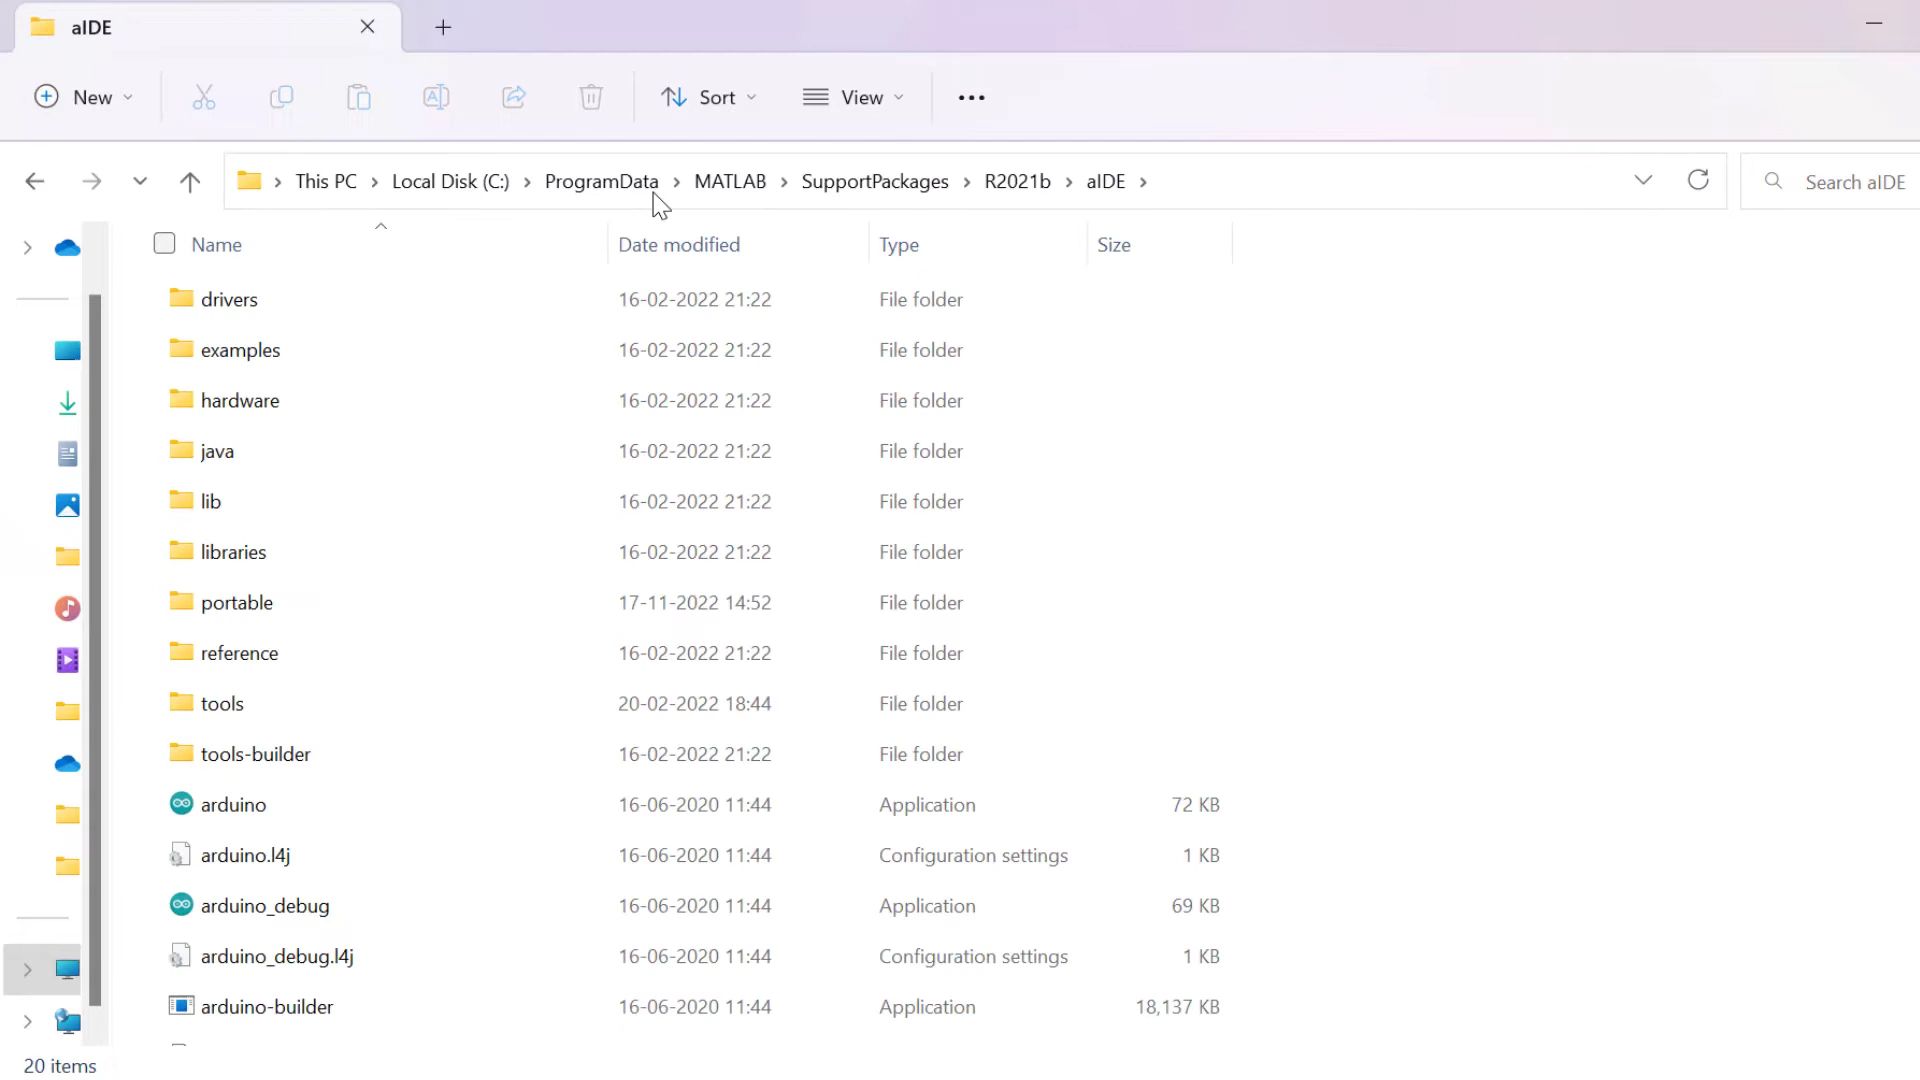 aIDE
New
Sort
View
This PC > Local Disk (C:) > ProgramData > MATLAB > SupportPackages > R2021b > aIDE >
Search aIDE
Name Date modified Type Size
drivers 16-02-2022 21:22 File folder
examples 16-02-2022 21:22 File folder
hardware 16-02-2022 21:22 File folder
java 16-02-2022 21:22 File folder
lib 16-02-2022 21:22 File folder
libraries 16-02-2022 21:22 File folder
portable 17-11-2022 14:52 File folder
reference 16-02-2022 21:22 File folder
tools 20-02-2022 18:44 File folder
tools-builder 16-02-2022 21:22 File folder
arduino 16-06-2020 11:44 Application 72 KB
arduino.l4j 16-06-2020 11:44 Configuration settings 1 KB
arduino_debug 16-06-2020 11:44 Application 69 KB
arduino_debug.l4j 16-06-2020 11:44 Configuration settings 1 KB
arduino-builder 16-06-2020 11:44 Application 18,137 KB
20 items